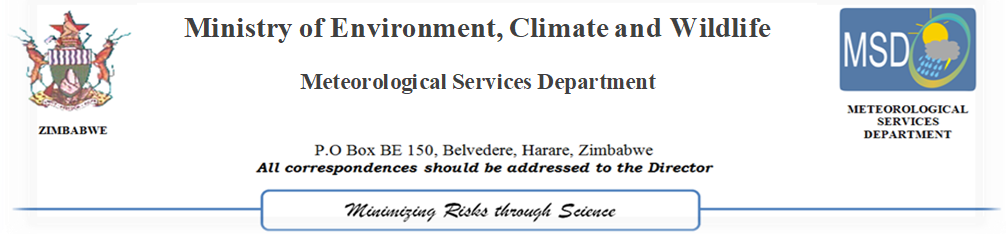 Ministry of Environment, Climate and Wildlife
Meteorological Services Department
MSD
ZIMBABWE
METEOROLOGICAL
SERVICES
DEPARTMENT
P.O Box BE 150, Belvedere, Harare, Zimbabwe
All correspondences should be addressed to the Director
Minimizing Risks through Science